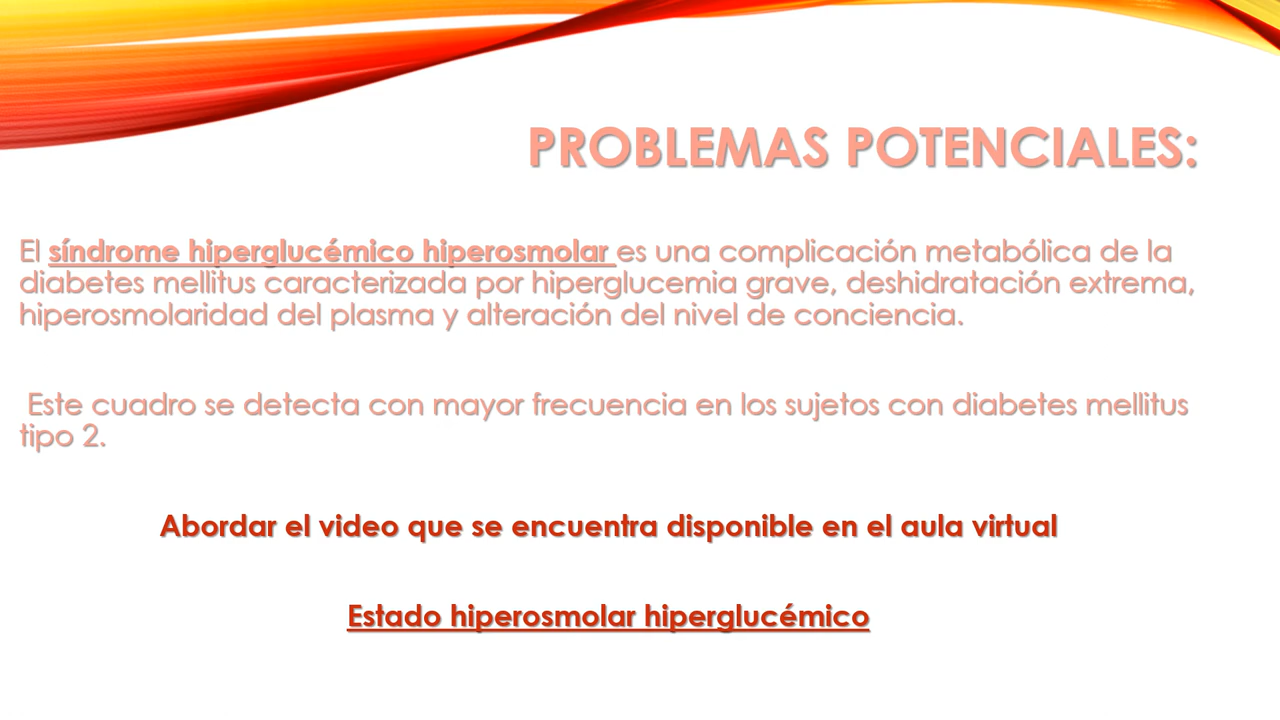 PROBLEMAS POTENCIALES:
El síndrome hiperglucémico hiperosmolar es una complicación metabólica de la
diabetes mellitus caracterizada por hiperglucemia grave, deshidratación extrema,
hiperosmolaridad del plasma y alteración del nivel de conciencia.
Este cuadro se detecta con mayor frecuencia en los sujetos con diabetes mellitus
tipo 2.
Abordar el video que se encuentra disponible en el aula virtual
Estado hiperosmolar hiperglucémico